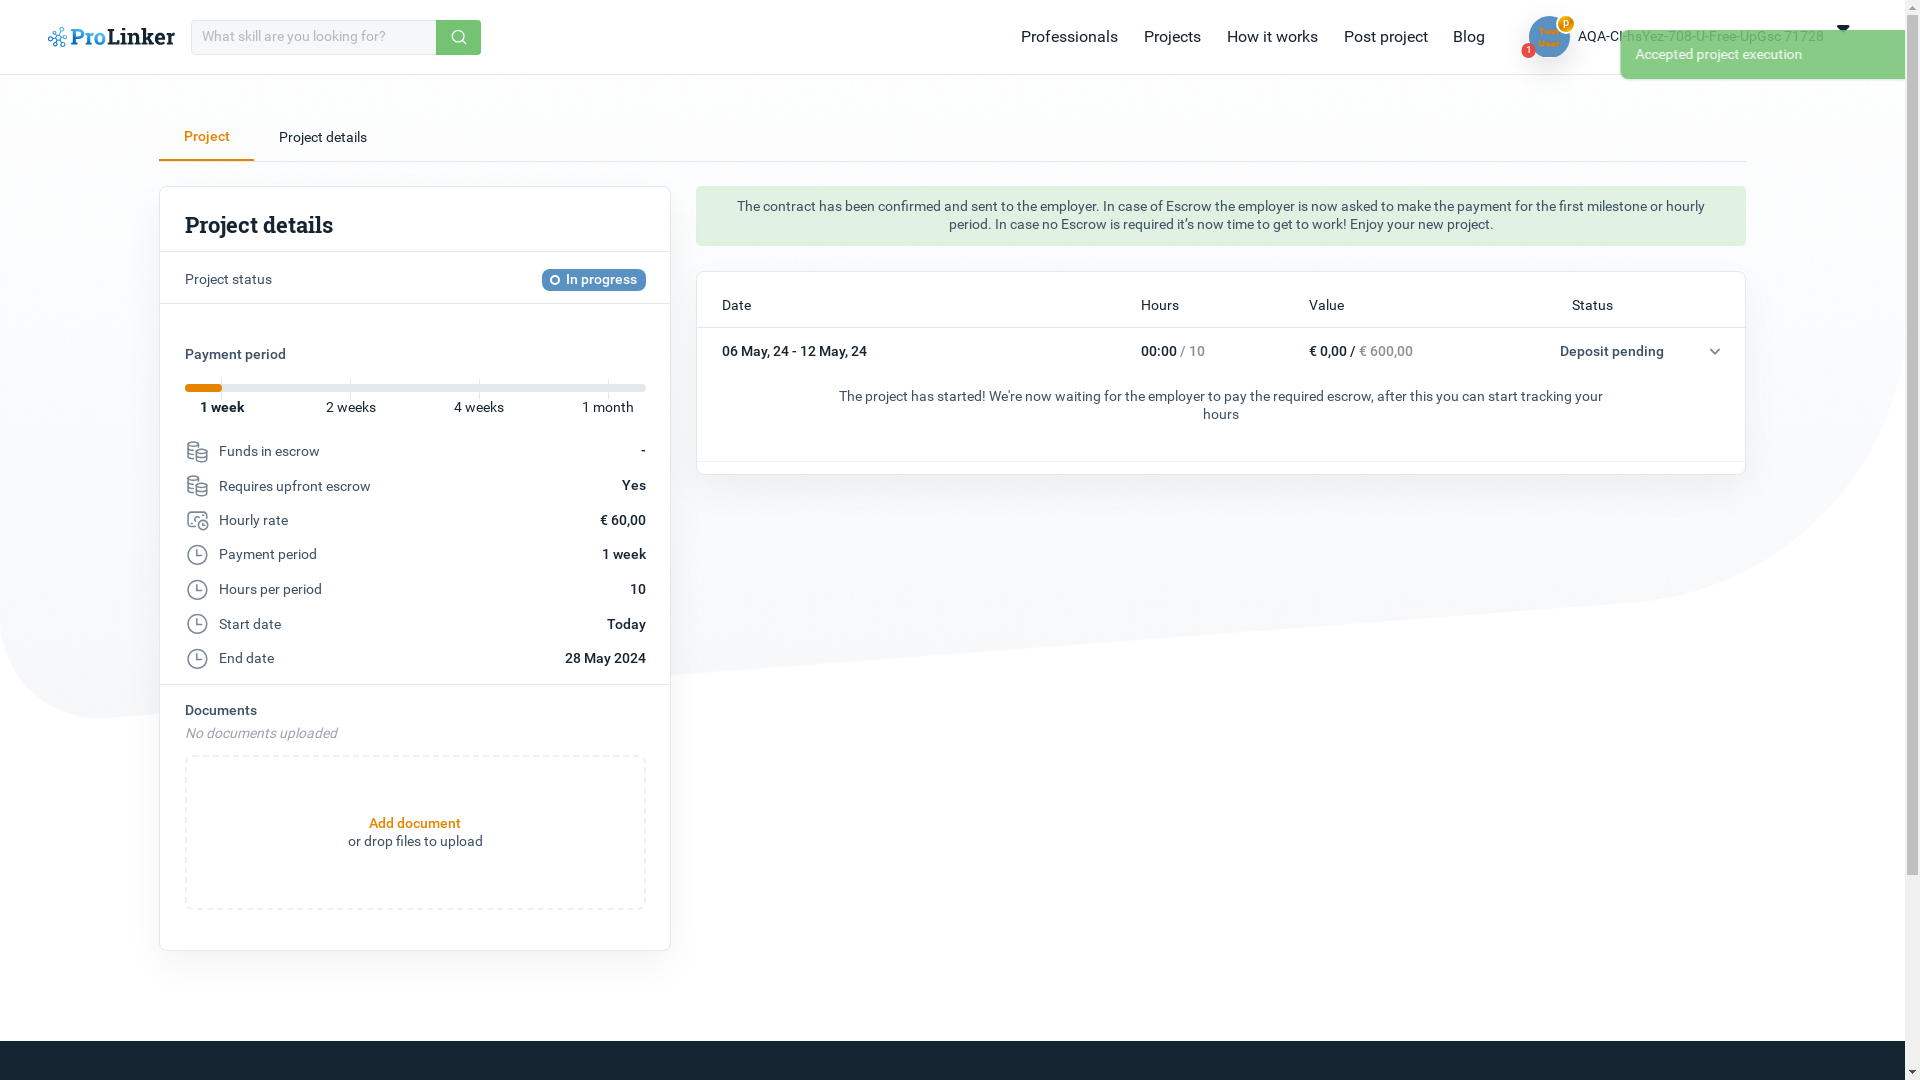 ProLinker
What skill are you looking for?
Professionals
Projects
How it works
Post project
Blog
p
1
Accepted project execution
Project
Project details
Project details
Project status
In progress
Payment period
1 week
2 weeks
4 weeks
1 month
Funds in escrow
-
Requires upfront escrow
Yes
Hourly rate
€ 60,00
Payment period
1 week
Hours per period
10
Start date
Today
End date
28 May 2024
Documents
No documents uploaded
Add document
or drop files to upload
The contract has been confirmed and sent to the employer. In case of Escrow the employer is now asked to make the payment for the first milestone or hourly
period. In case no Escrow is required it’s now time to get to work! Enjoy your new project.
Date
Hours
Value
Status
06 May, 24 - 12 May, 24
00:00 / 10
€ 0,00 / € 600,00
Deposit pending
The project has started! We're now waiting for the employer to pay the required escrow, after this you can start tracking your
hours